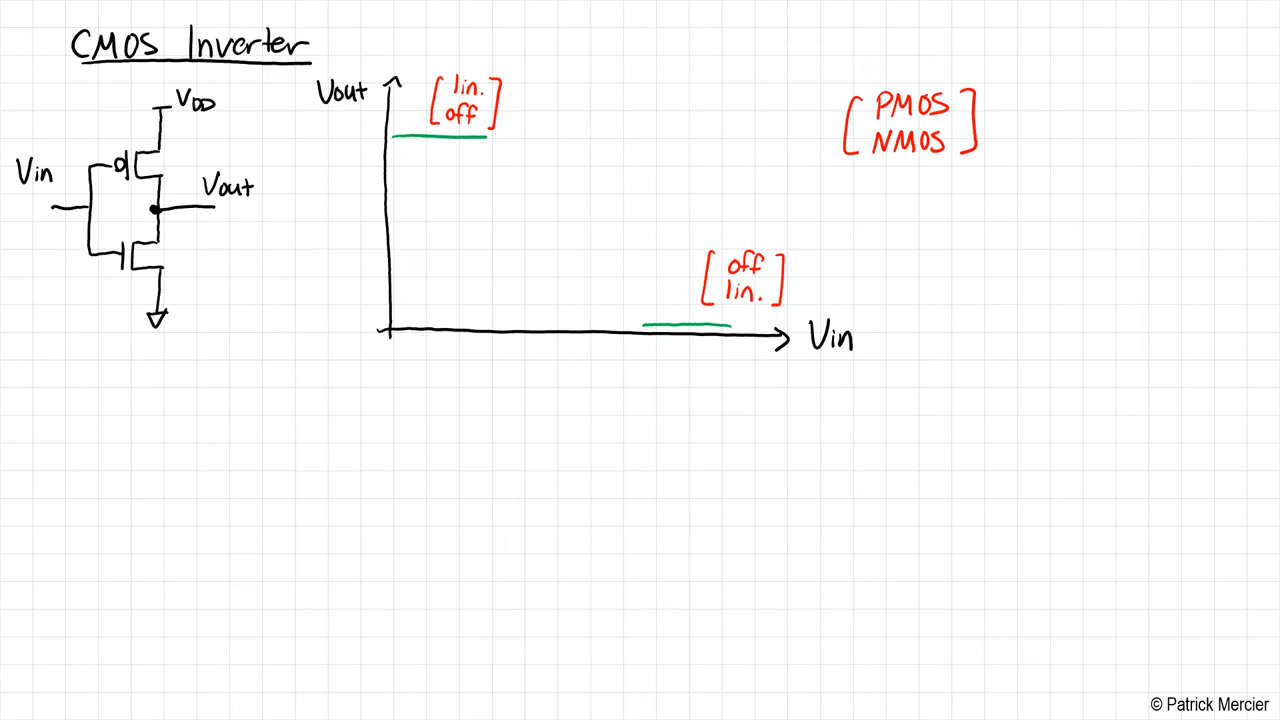 CMOS Inverter
VDD
Vin
Vout
Vout
lin.
off
PMOS
NMOS
off
lin.
Vin
© Patrick Mercier